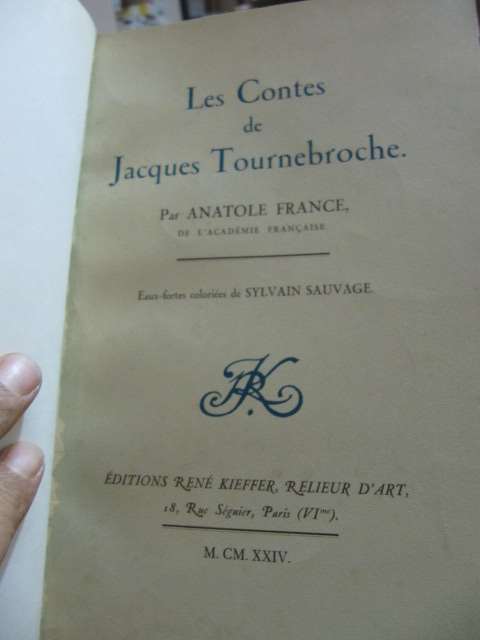 Les Contes
de
Jacques Tournebroche.
Par ANATOLE FRANCE,
DE L'ACADÉMIE FRANÇAISE
Eaux-fortes coloriées de SYLVAIN SAUVAGE
RK
ÉDITIONS RENÉ KIEFFER, RELIEUR D'ART,
18, Rue Séguier, Paris (VIme).
M. CM. XXIV.